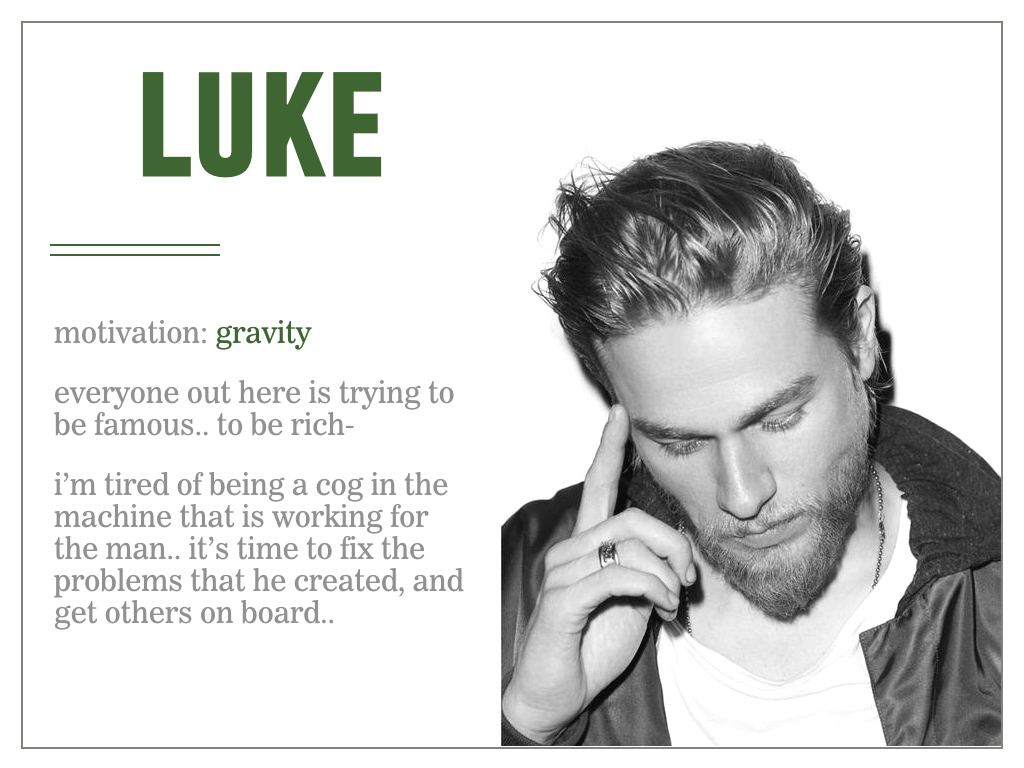 LUKE
motivation: gravity
everyone out here is trying to
be famous.. to be rich-
i’m tired of being a cog in the
machine that is working for
the man.. it’s time to fix the
problems that he created, and
get others on board..